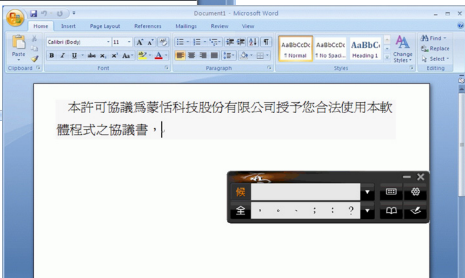 Document1 - Microsoft Word
Home Insert Page Layout References Mailings Review View
Calibri (Body) 11
Paste
B I U
AaBbCcDc AaBbCcDc AaBbC
¶ Normal ¶ No Spaci... Heading 1
Change Styles
Find
Replace
Select
Clipboard Font Paragraph Styles Editing
本許可協議爲蒙恬科技股份有限公司授予您合法使用本軟
體程式之協議書，
候
全 ， 。 、 ； ： ？